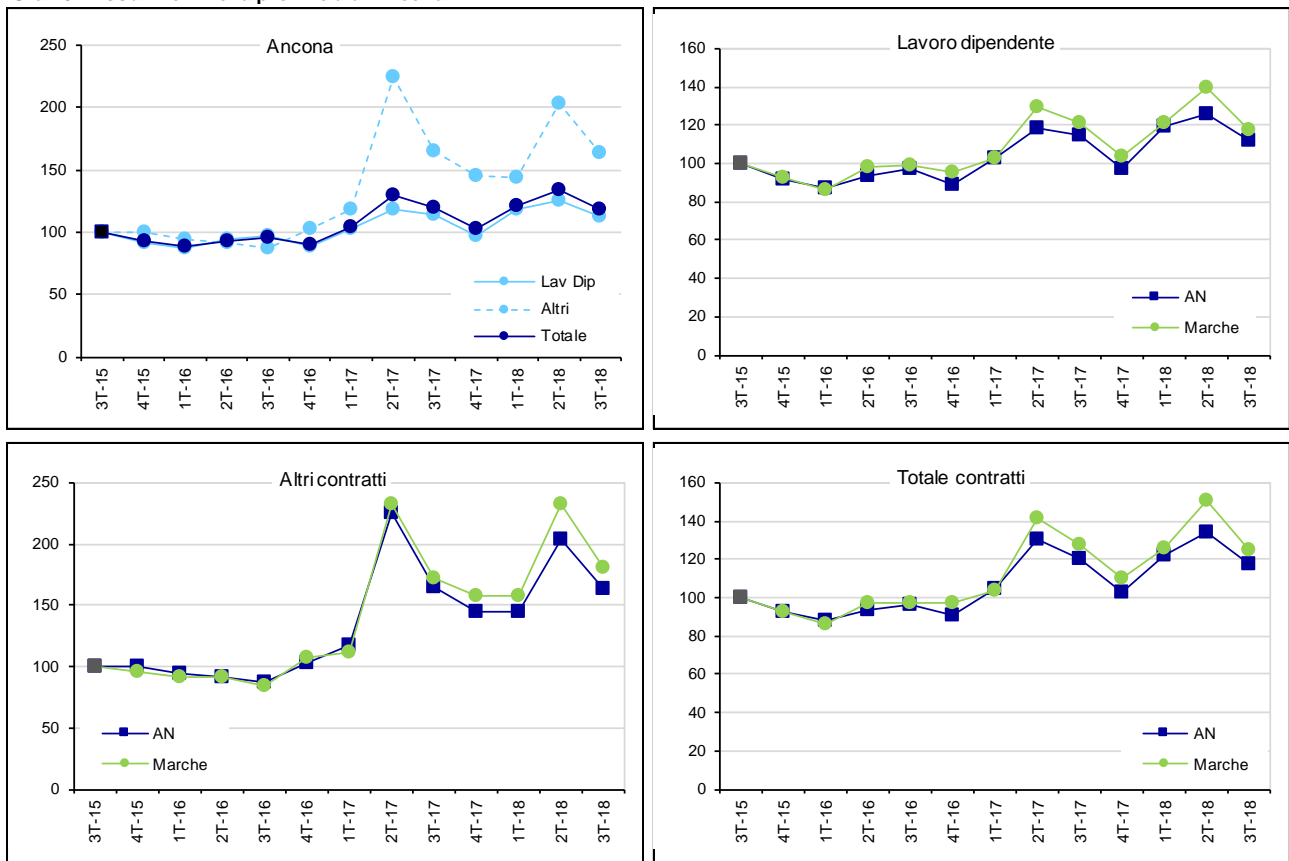 Ancona
250
200
150
100
50
0
Lav Dip
Altri
Totale
3T-15
4T-15
1T-16
2T-16
3T-16
4T-16
1T-17
2T-17
3T-17
4T-17
1T-18
2T-18
3T-18
Lavoro dipendente
160
140
120
100
80
60
40
20
0
AN
Marche
3T-15
4T-15
1T-16
2T-16
3T-16
4T-16
1T-17
2T-17
3T-17
4T-17
1T-18
2T-18
3T-18
Altri contratti
250
200
150
100
50
0
AN
Marche
3T-15
4T-15
1T-16
2T-16
3T-16
4T-16
1T-17
2T-17
3T-17
4T-17
1T-18
2T-18
3T-18
Totale contratti
160
140
120
100
80
60
40
20
0
AN
Marche
3T-15
4T-15
1T-16
2T-16
3T-16
4T-16
1T-17
2T-17
3T-17
4T-17
1T-18
2T-18
3T-18